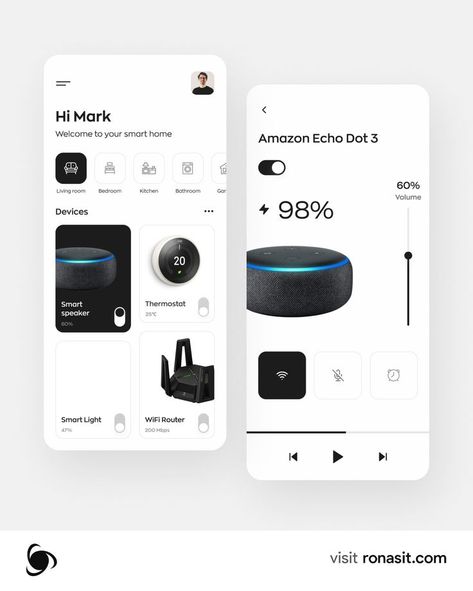 Hi Mark
Welcome to your smart home
Living room
Bedroom
Kitchen
Bathroom
Gar
Devices
Smart
speaker
60%
20
Thermostat
25°C
Smart Light
47%
WiFi Router
200 Mbps
Amazon Echo Dot 3
98%
60%
Volume
visit ronasit.com